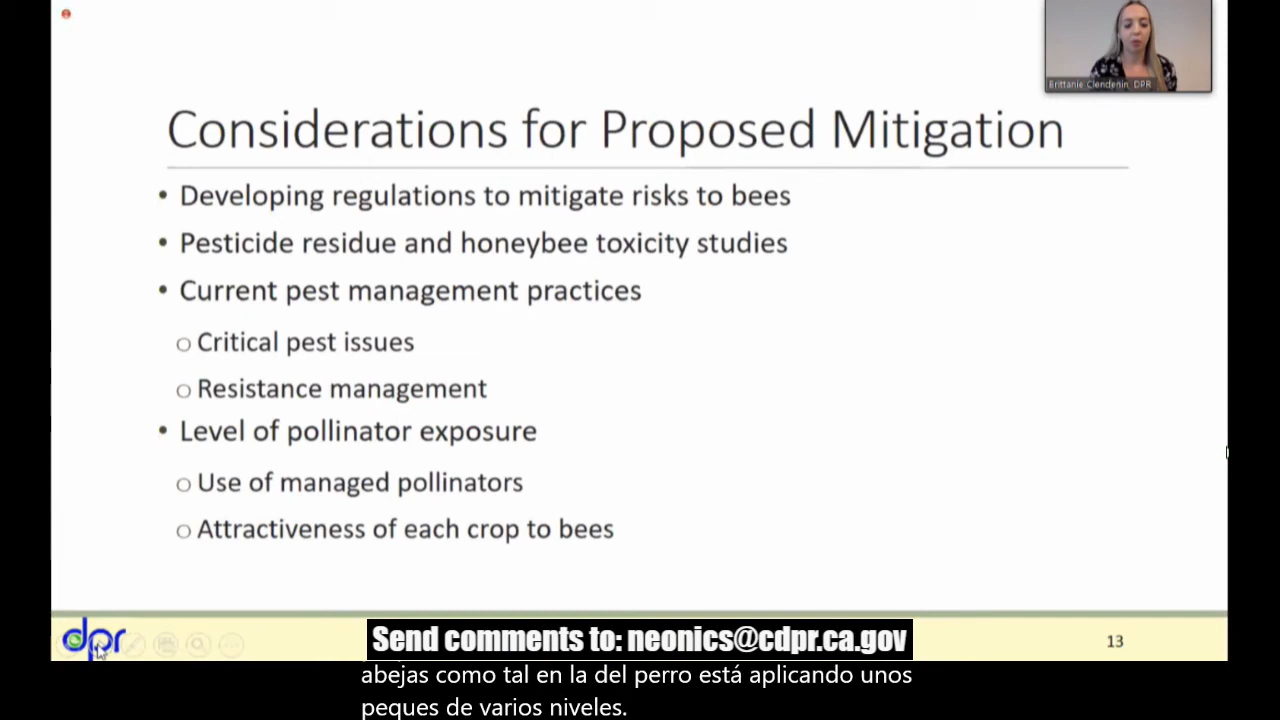 Brittanie Clendenin, DPR
Considerations for Proposed Mitigation
• Developing regulations to mitigate risks to bees
• Pesticide residue and honeybee toxicity studies
• Current pest management practices
o Critical pest issues
o Resistance management
• Level of pollinator exposure
o Use of managed pollinators
o Attractiveness of each crop to bees
dpr
Send comments to: neonics@cdpr.ca.gov
13
abejas como tal en la del perro está aplicando unos
peques de varios niveles.